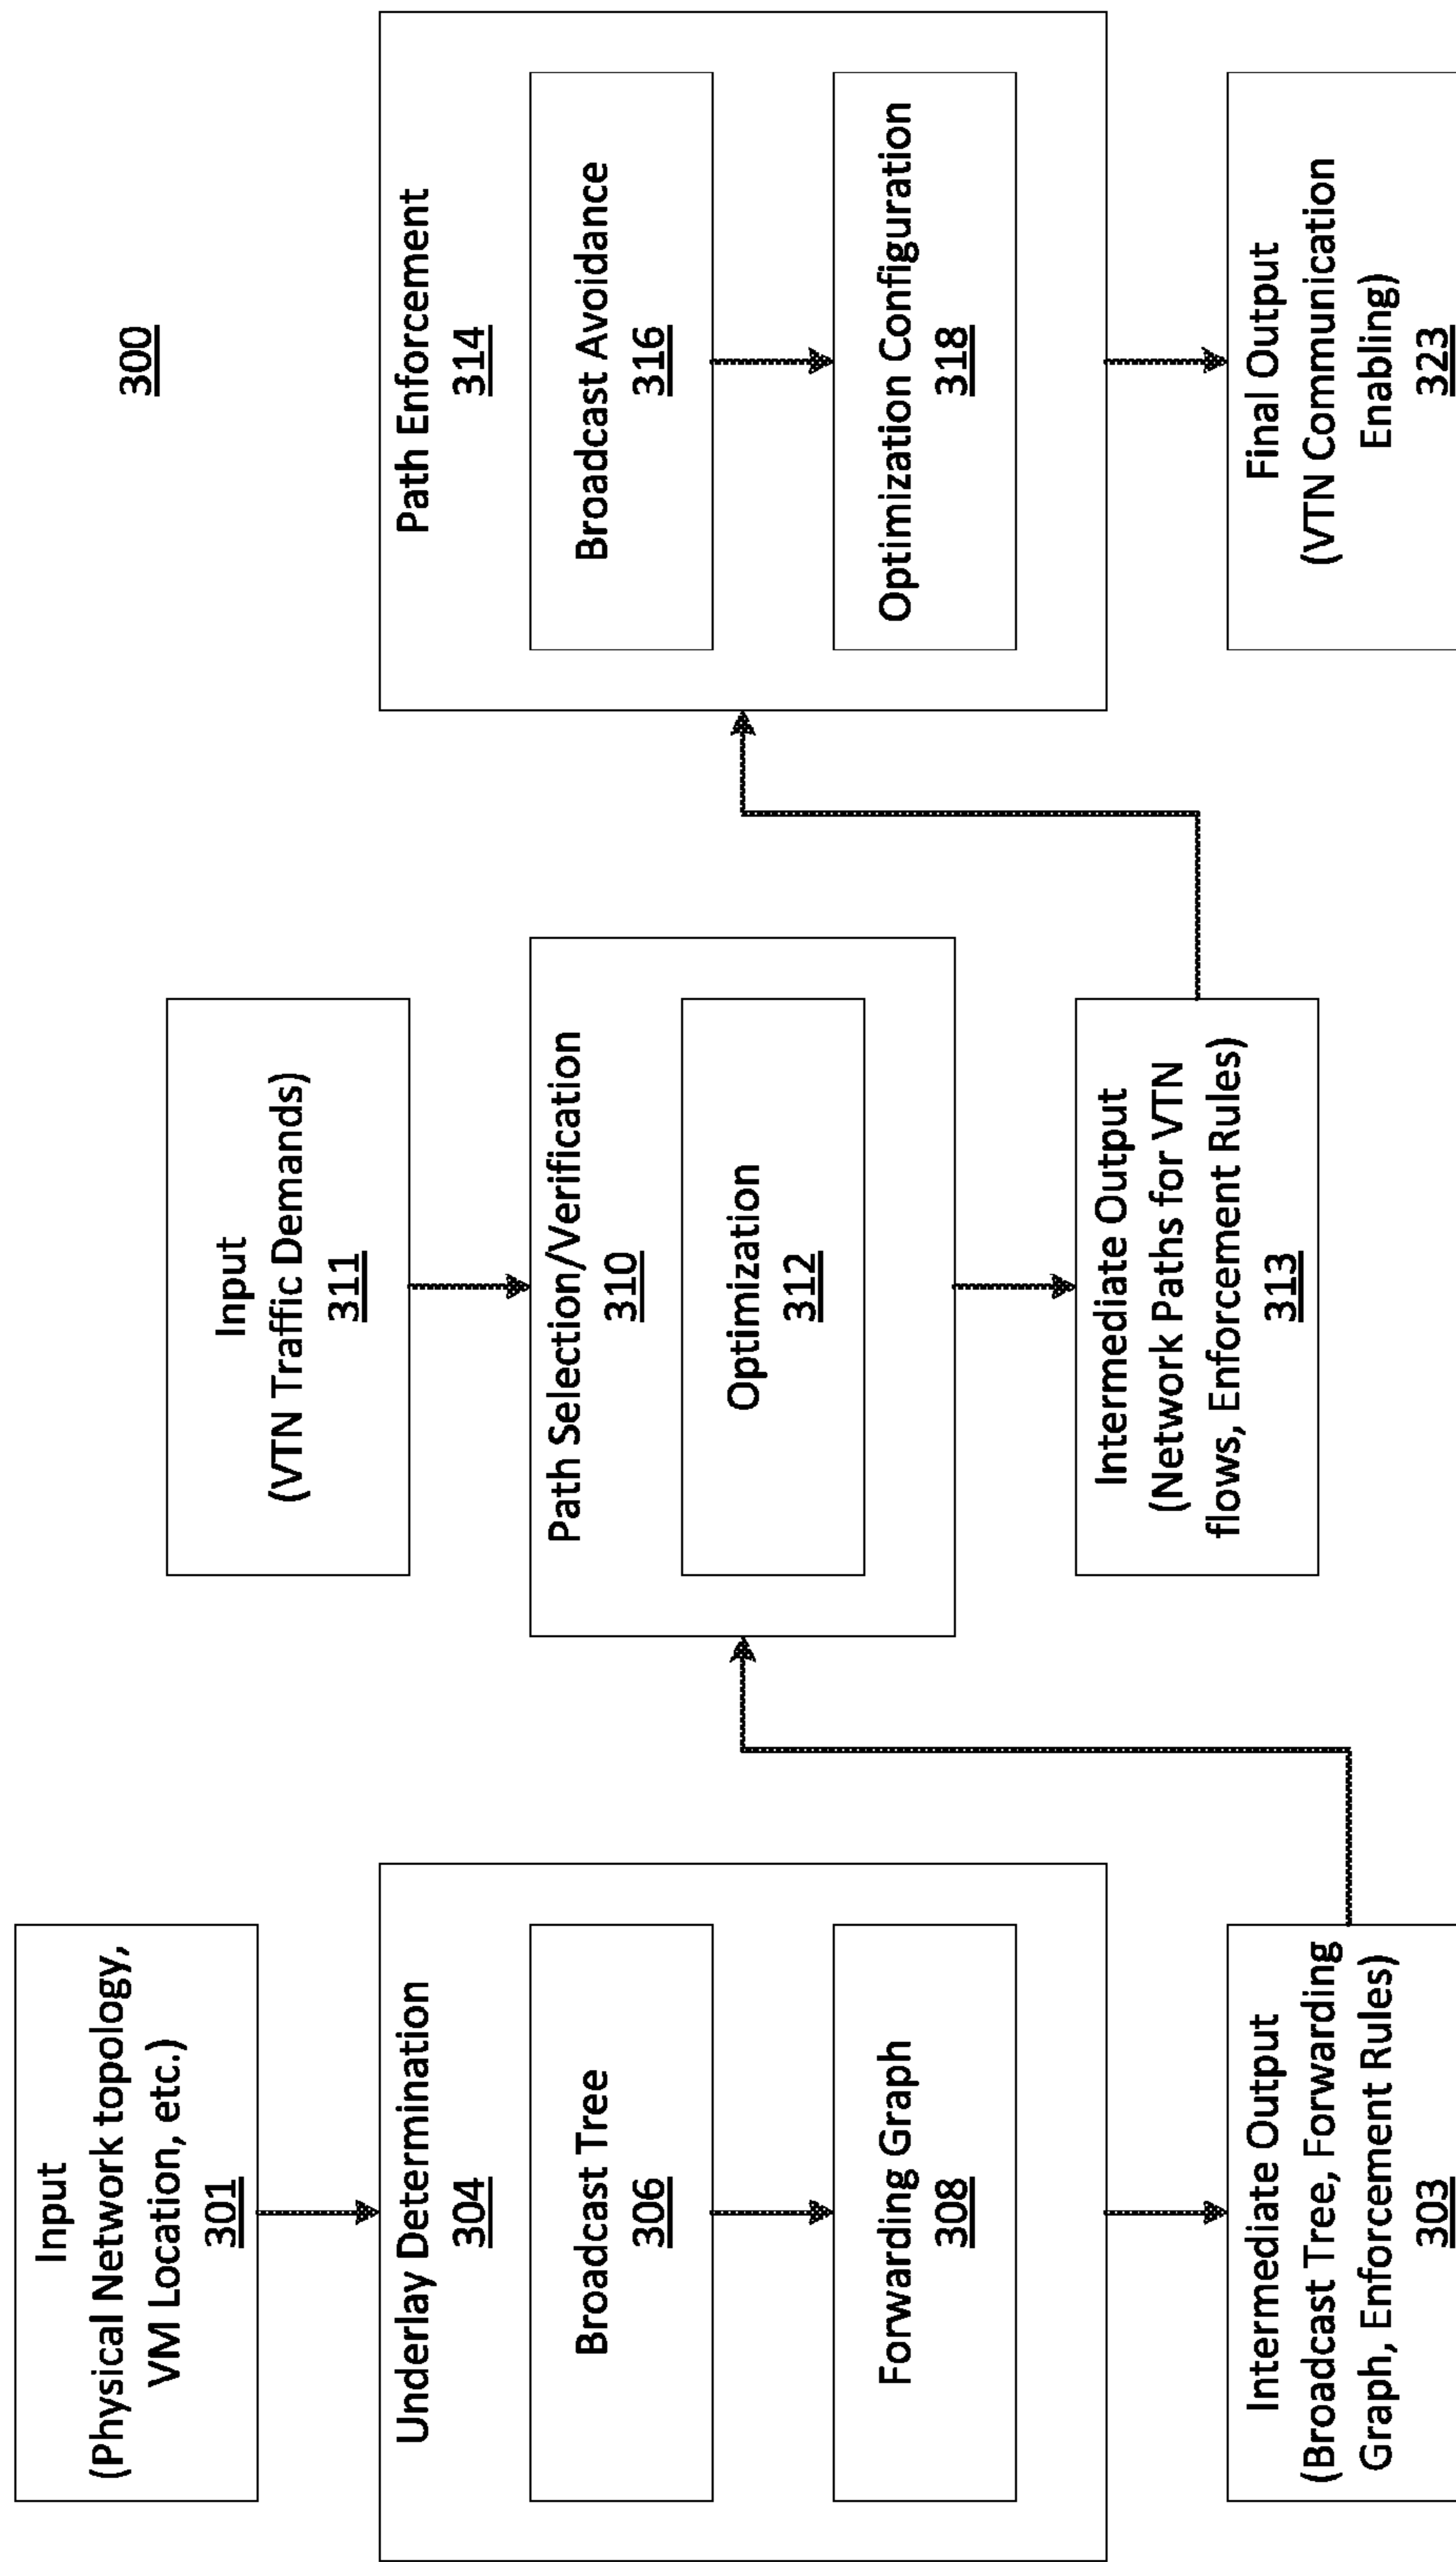 300
Input
(Physical Network topology,
VM Location, etc.)
301
Underlay Determination
304
Broadcast Tree
306
Forwarding Graph
308
Intermediate Output
(Broadcast Tree, Forwarding
Graph, Enforcement Rules)
303
Input
(VTN Traffic Demands)
311
Path Selection/Verification
310
Optimization
312
Intermediate Output
(Network Paths for VTN
flows, Enforcement Rules)
313
Path Enforcement
314
Broadcast Avoidance
316
Optimization Configuration
318
Final Output
(VTN Communication
Enabling)
323